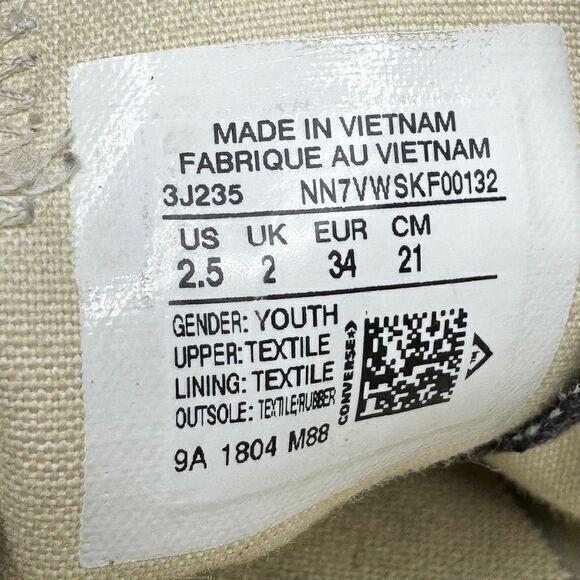 MADE IN VIETNAM
FABRIQUE AU VIETNAM
3J235 NN7VWSKF00132
US UK EUR CM
2.5 2 34 21
GENDER: YOUTH
UPPER: TEXTILE
LINING: TEXTILE
OUTSOLE: TEXTILE/RUBBER
9A 1804 M88
CONVERSE
TM